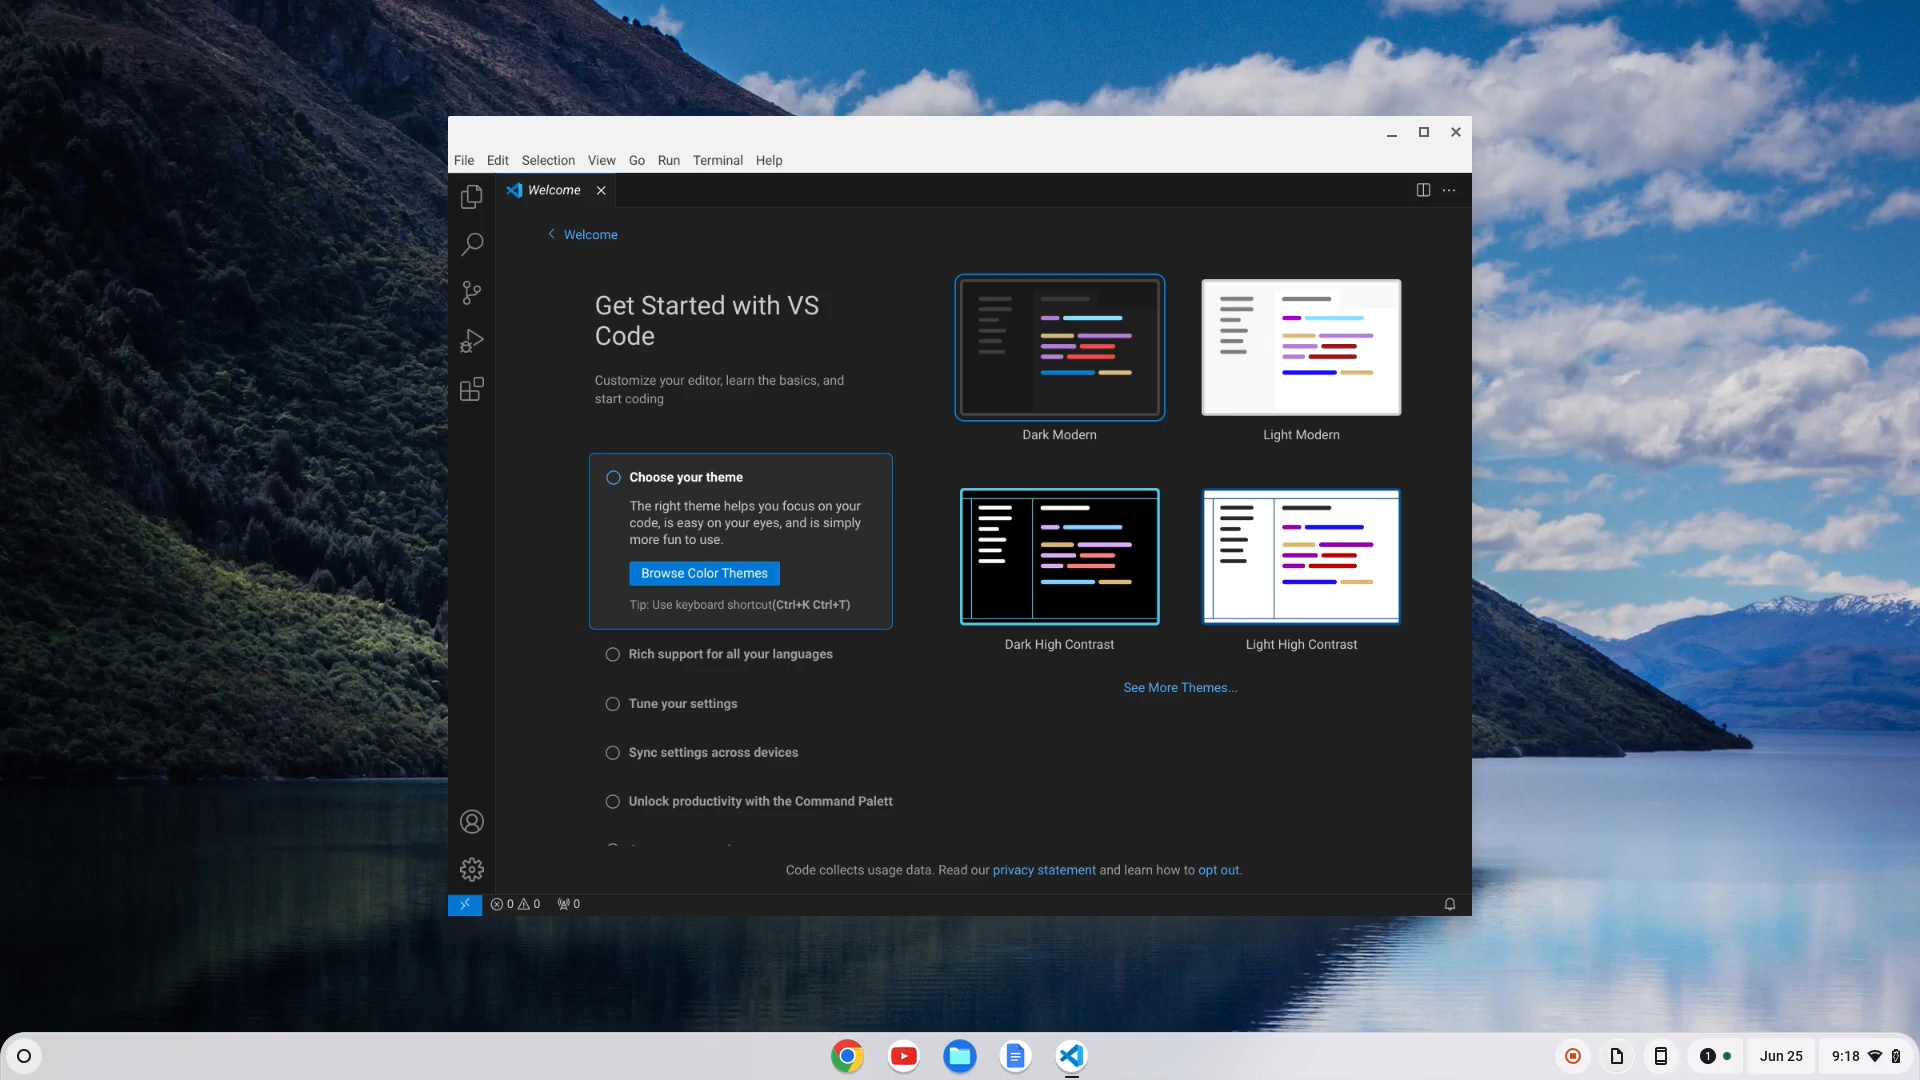 File Edit Selection View Go Run Terminal Help
Welcome
Welcome
Get Started with VS
Code
Customize your editor, learn the basics, and
start coding
Choose your theme
The right theme helps you focus on your
code, is easy on your eyes, and is simply
more fun to use.
Browse Color Themes
Tip: Use keyboard shortcut(Ctrl+K Ctrl+T)
Rich support for all your languages
Tune your settings
Sync settings across devices
Unlock productivity with the Command Palett
Dark Modern
Light Modern
Dark High Contrast
Light High Contrast
See More Themes...
Code collects usage data. Read our privacy statement and learn how to opt out.
0 0 0
1
Jun 25
9:18